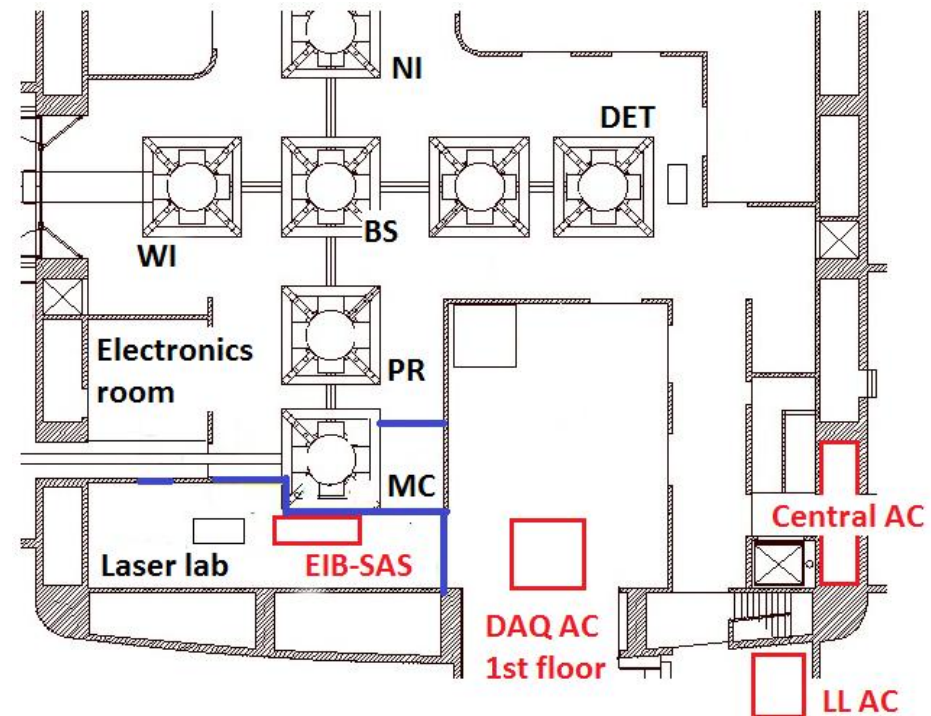 NI
DET
BS
WI
Electronics
room
PR
MC
Central AC
Laser lab
EIB-SAS
DAQ AC
1st floor
LL AC